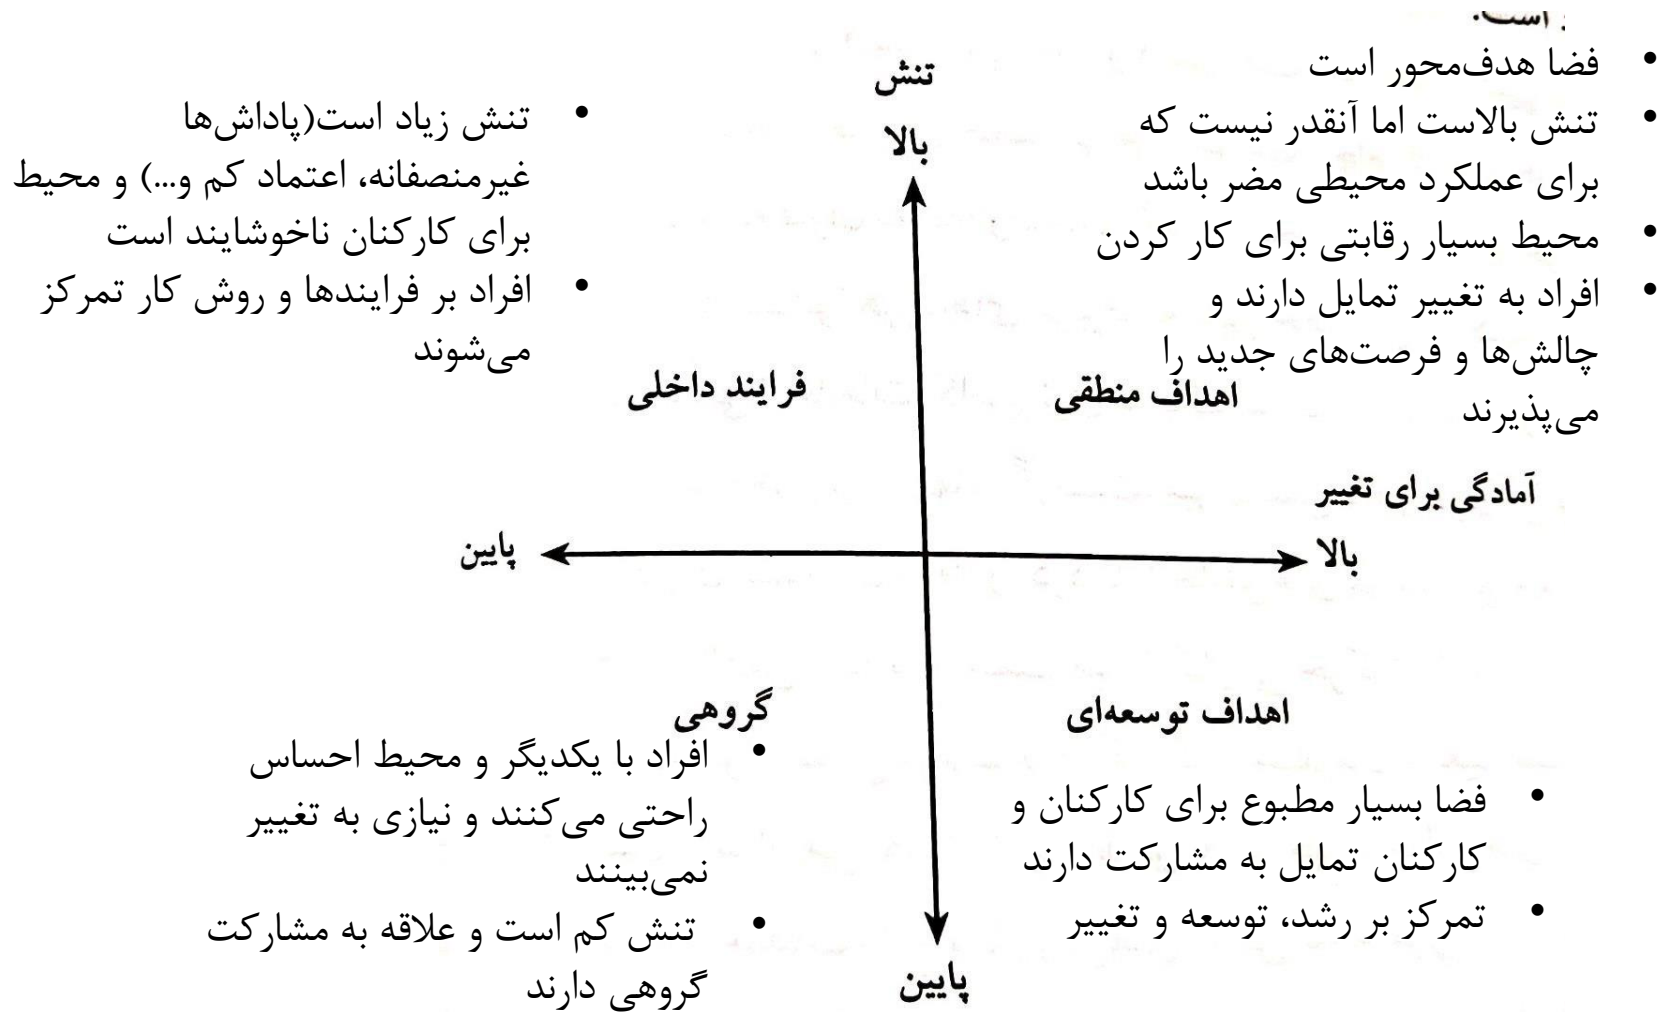 است.
• فضا هدف‌محور است
• تنش بالاست اما آنقدر نیست که
برای عملکرد محیطی مضر باشد
• محیط بسیار رقابتی برای کار کردن
• افراد به تغییر تمایل دارند و
چالش‌ها و فرصت‌های جدید را
می‌پذیرند
اهداف منطقی
تنش
بالا
• تنش زیاد است(پاداش‌ها
غیرمنصفانه، اعتماد کم و...) و محیط
برای کارکنان ناخوشایند است
• افراد بر فرایندها و روش کار تمرکز
می‌شوند
فرایند داخلی
آمادگی برای تغییر
بالا
پایین
اهداف توسعه‌ای
• فضا بسیار مطبوع برای کارکنان و
کارکنان تمایل به مشارکت دارند
• تمرکز بر رشد، توسعه و تغییر
گروهی
• افراد با یکدیگر و محیط احساس
راحتی می‌کنند و نیازی به تغییر
نمی‌بینند
• تنش کم است و علاقه به مشارکت
گروهی دارند
پایین